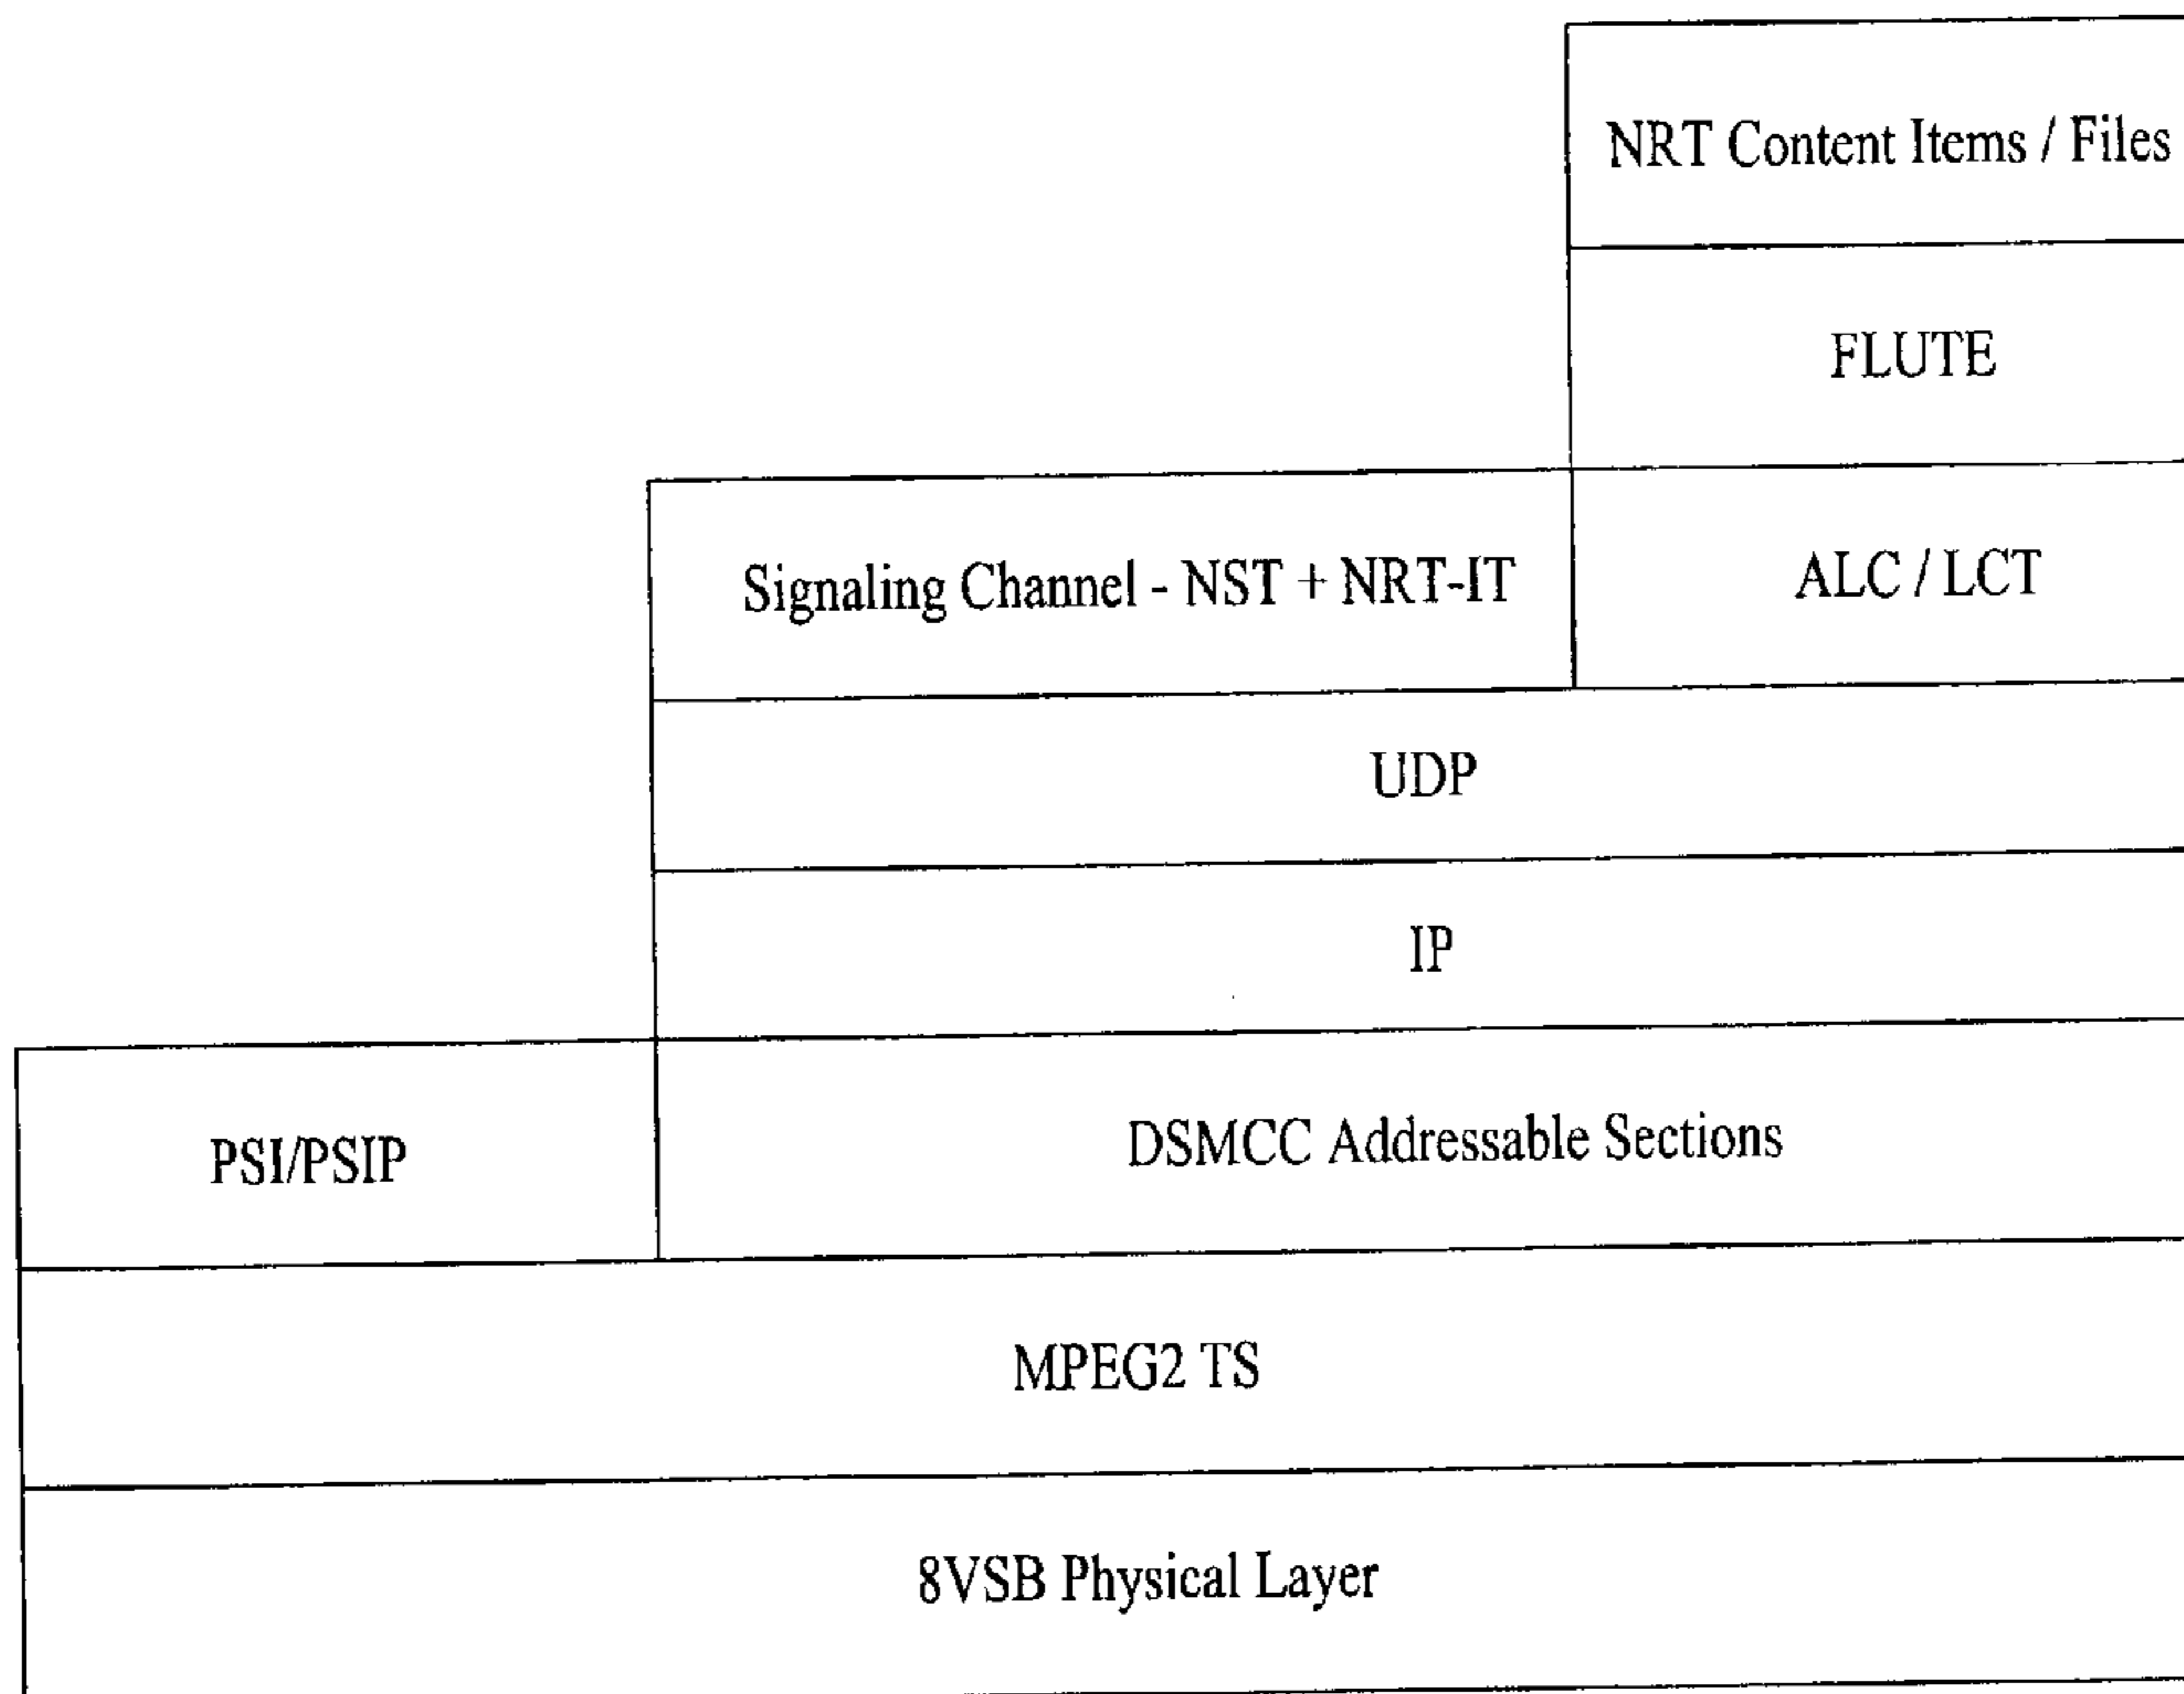 NRT Content Items / Files
FLUTE
Signaling Channel - NST + NRT-IT
ALC / LCT
UDP
IP
PSI/PSIP
DSMCC Addressable Sections
MPEG2 TS
8VSB Physical Layer